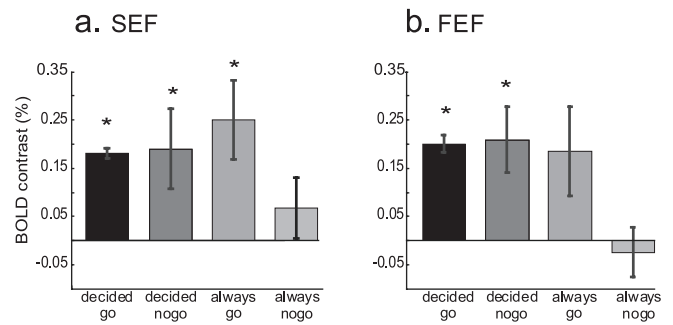 a. SEF
BOLD contrast (%)
0.35
0.25
0.15
0.05
-0.05
*
*
*
decided go
decided nogo
always go
always nogo
b. FEF
0.35
0.25
0.15
0.05
-0.05
*
*
decided go
decided nogo
always go
always nogo